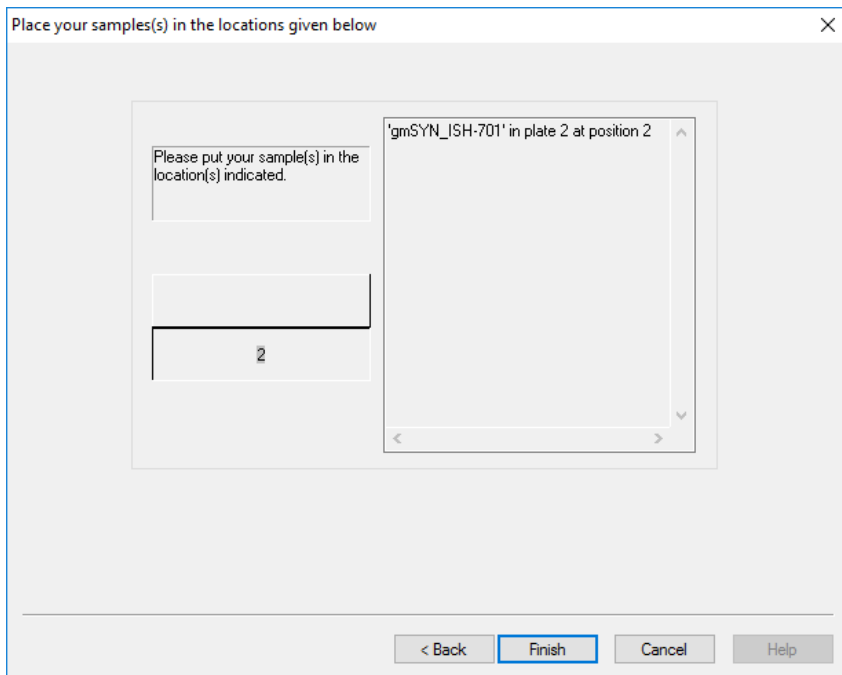 Place your samples(s) in the locations given below
'gmSYN_ISH-701' in plate 2 at position 2
Please put your sample(s) in the
location(s) indicated.
2
< Back
Finish
Cancel
Help